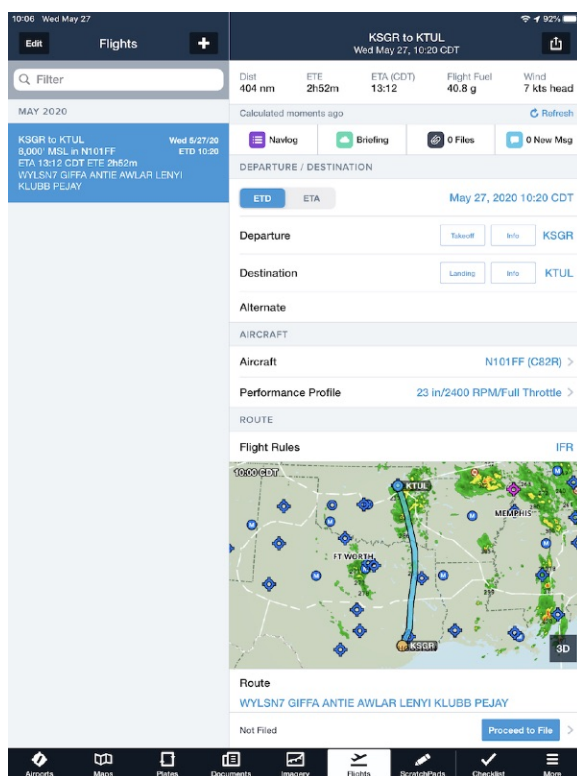 10:06 Wed May 27
92%
Edit
Flights
+
KSGR to KTUL
Wed May 27, 10:20 CDT
Filter
MAY 2020
KSGR to KTUL Wed 5/27/20
8,000' MSL in N101FF ETD 10:20
ETA 13:12 CDT ETE 2h52m
WYLSN7 GIFFA ANTIE AWLAR LENYI
KLUBB PEJAY
Dist ETE ETA (CDT) Flight Fuel Wind
404 nm 2h52m 13:12 40.8 g 7 kts head
Calculated moments ago Refresh
Navlog Briefing 0 Files 0 New Msg
DEPARTURE / DESTINATION
ETD ETA May 27, 2020 10:20 CDT
Departure Takeoff Info KSGR
Destination Landing Info KTUL
Alternate
AIRCRAFT
Aircraft N101FF (C82R) >
Performance Profile 23 in/2400 RPM/Full Throttle >
ROUTE
Flight Rules IFR
10:00 CDT
KTUL
MEMPHIS
FT WORTH
KSGR
3D
Route
WYLSN7 GIFFA ANTIE AWLAR LENYI KLUBB PEJAY
Not Filed Proceed to File >
Airports Maps Plates Documents Imagery Flights ScratchPads Checklist More